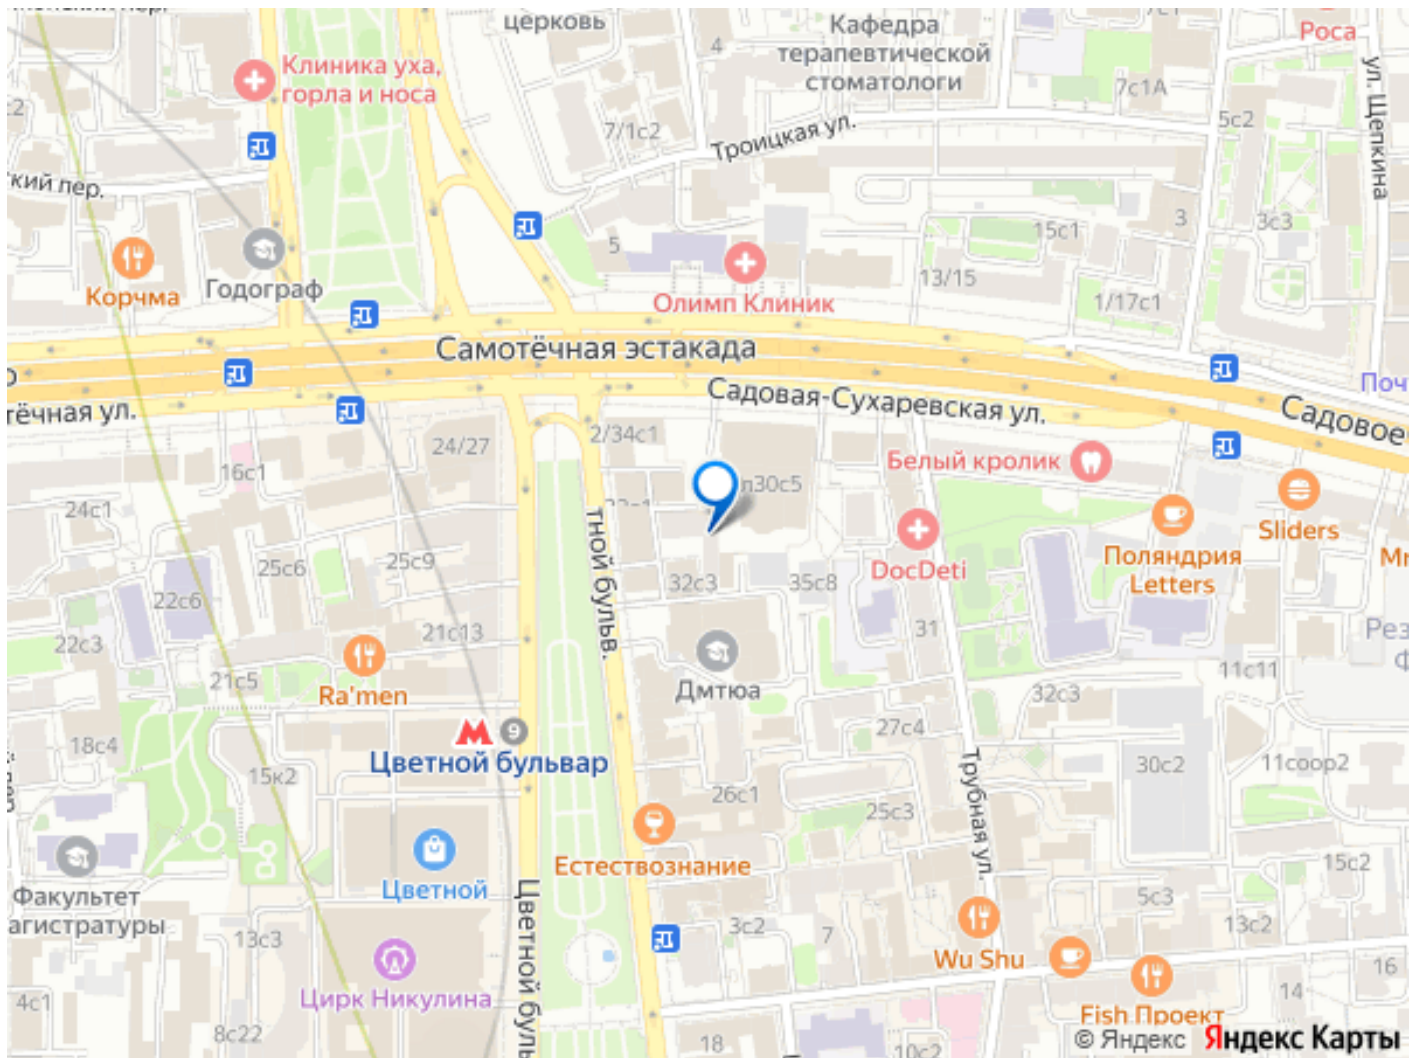 церковь
4
Кафедра
терапевтической
стоматологи
Роса
ул. Щепкина
Клиника уха,
горла и носа
7/1с2
Троицкая ул.
7с1А
5с2
кий пер.
Корчма
Годограф
5
Олимп Клиник
13/15
15с1
3
3с3
1/17с1
Самотёчная эстакада
Садовая-Сухаревская ул.
Садовое
Поч
тёчная ул.
24/27
2/34с1
16с1
24с1
л30с5
Белый кролик
Sliders
Поляндрия
Letters
DocDeti
25с6
25с9
22с6
21с13
22с3
21с5
Ra'men
тной бульв.
32с3
35с8
31
Дмтюа
27с4
32с3
11с11
Рез
18с4
15к2
Цветной бульвар
9
26с1
25с3
Трубная ул.
30с2
11соор2
Естествознание
Цветной
Факультет
агистратуры
13с3
Цирк Никулина
4с1
8с22
Цветной буль
3с2
7
18
Wu Shu
5с3
13с2
15с2
16
14
Fish Проект
10с2
© Яндекс Яндекс Карты